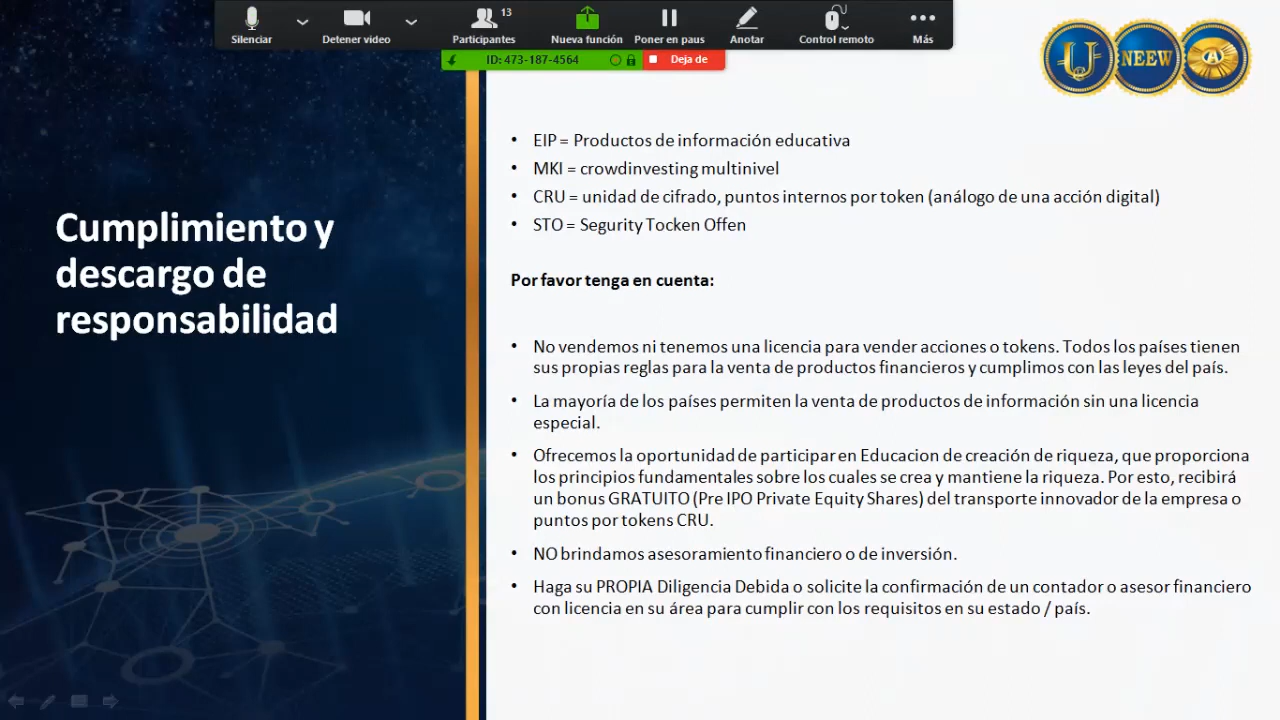 13
Silenciar
Detener video
Participantes
Nueva función
Poner en paus
Anotar
Control remoto
Más
ID: 473-187-4564
Deja de
U
NEEW
A
Cumplimiento y
descargo de
responsabilidad
• EIP = Productos de información educativa
• MKI = crowdinvesting multinivel
• CRU = unidad de cifrado, puntos internos por token (análogo de una acción digital)
• STO = Segurity Tocken Offen
Por favor tenga en cuenta:
• No vendemos ni tenemos una licencia para vender acciones o tokens. Todos los países tienen
sus propias reglas para la venta de productos financieros y cumplimos con las leyes del país.
• La mayoría de los países permiten la venta de productos de información sin una licencia
especial.
• Ofrecemos la oportunidad de participar en Educacion de creación de riqueza, que proporciona
los principios fundamentales sobre los cuales se crea y mantiene la riqueza. Por esto, recibirá
un bonus GRATUITO (Pre IPO Private Equity Shares) del transporte innovador de la empresa o
puntos por tokens CRU.
• NO brindamos asesoramiento financiero o de inversión.
• Haga su PROPIA Diligencia Debida o solicite la confirmación de un contador o asesor financiero
con licencia en su área para cumplir con los requisitos en su estado / país.